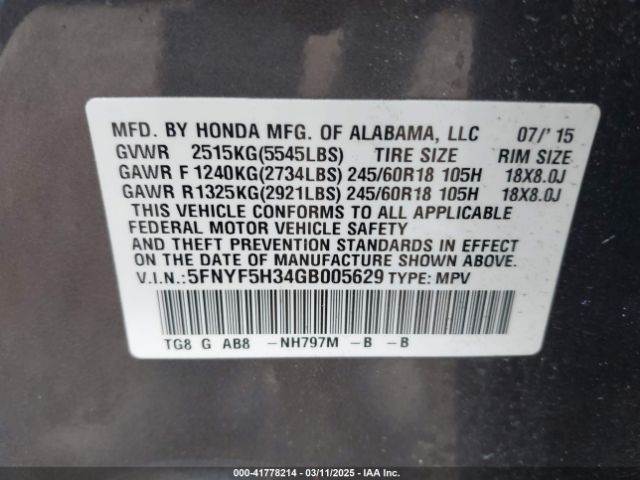 MFD. BY HONDA MFG. OF ALABAMA, LLC 07/'15
GVWR 2515KG(5545LBS) TIRE SIZE RIM SIZE
GAWR F 1240KG(2734LBS) 245/60R18 105H 18X8.0J
GAWR R1325KG(2921LBS) 245/60R18 105H 18X8.0J
THIS VEHICLE CONFORMS TO ALL APPLICABLE
FEDERAL MOTOR VEHICLE SAFETY
AND THEFT PREVENTION STANDARDS IN EFFECT
ON THE DATE OF MANUFACTURE SHOWN ABOVE.
V.I.N.:5FNYF5H34GB005629 TYPE: MPV
TG8 G AB8 -NH797M -B -B
000-41778214 - 03/11/2025 - IAA Inc.